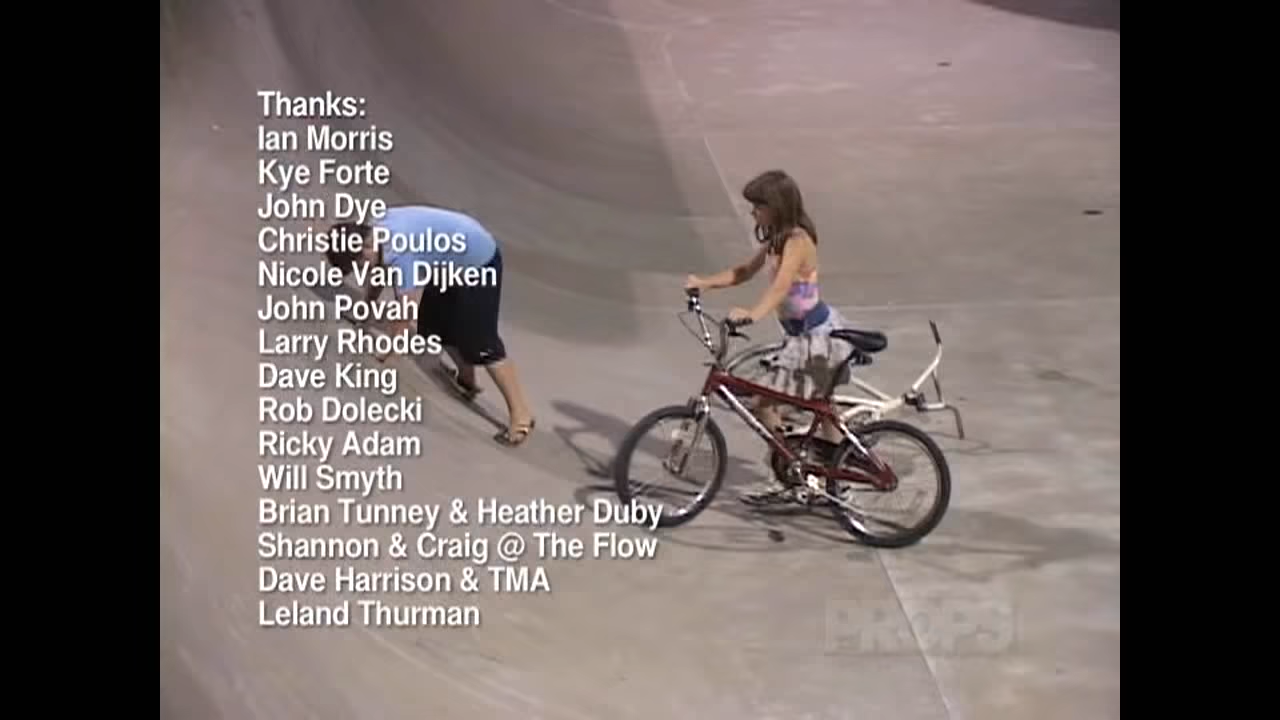 Thanks:
Ian Morris
Kye Forte
John Dye
Christie Poulos
Nicole Van Dijken
John Povah
Larry Rhodes
Dave King
Rob Dolecki
Ricky Adam
Will Smyth
Brian Tunney & Heather Duby
Shannon & Craig @ The Flow
Dave Harrison & TMA
Leland Thurman
PROPS